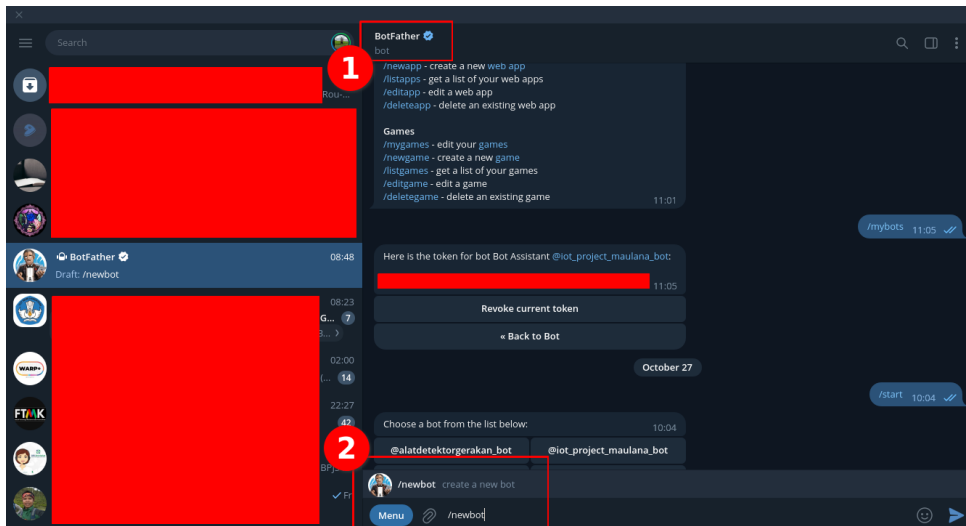 Search
BotFather
bot
1
/newapp - create a new web app
/listapps - get a list of your web apps
/editapp - edit a web app
/deleteapp - delete an existing web app
Games
/mygames - edit your games
/newgame - create a new game
/listgames - get a list of your games
/editgame - edit a game
/deletegame - delete an existing game
11:01
Rou-...
/mybots 11:05
BotFather 08:48
Draft: /newbot
Here is the token for bot Bot Assistant @iot_project_maulana_bot:
11:05
Revoke current token
« Back to Bot
October 27
/start 10:04
Choose a bot from the list below:
10:04
@alatdetektorgerakan_bot @iot_project_maulana_bot
08:23
G... 7
WARP+
02:00
(... 14
FTMK
22:27
42
2
/newbot create a new bot
Menu /newbot